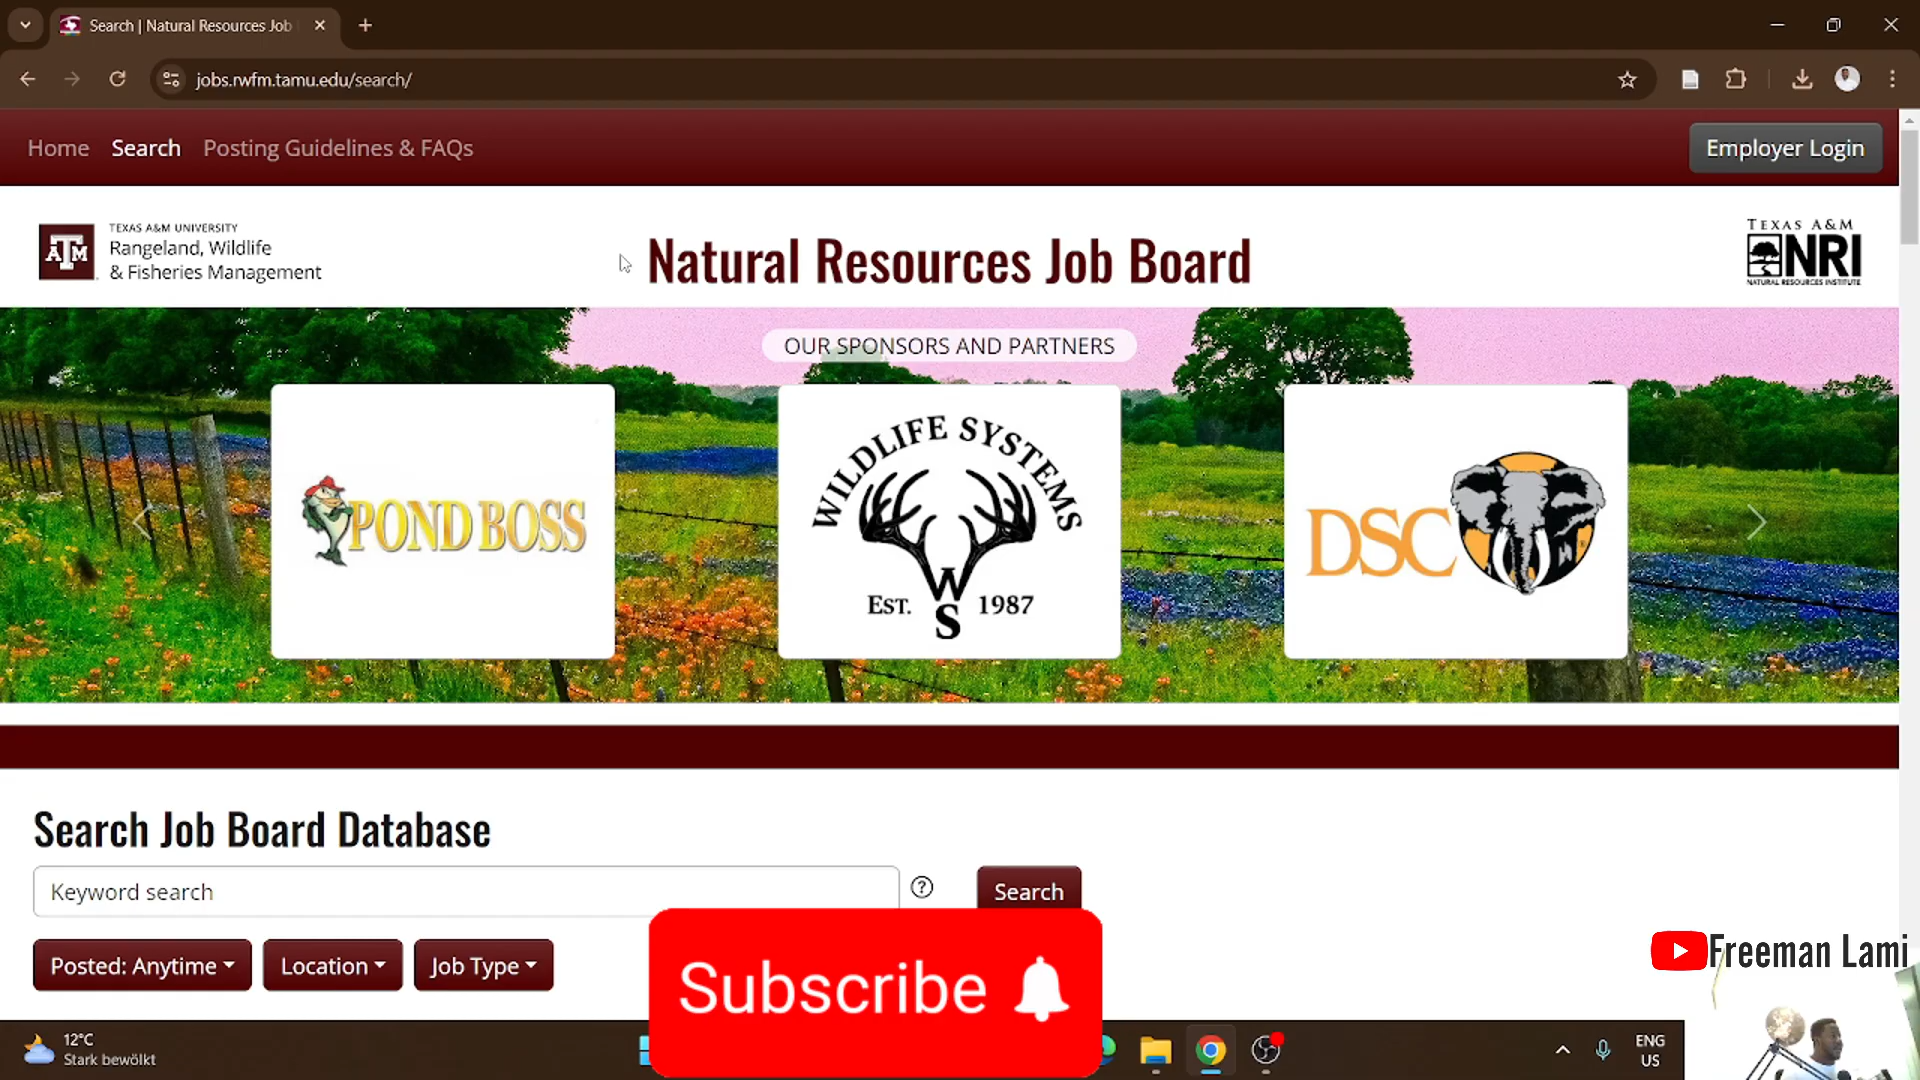 Search | Natural Resources Job
jobs.rwfm.tamu.edu/search/
Home Search Posting Guidelines & FAQs Employer Login
TEXAS A&M UNIVERSITY
Rangeland, Wildlife
& Fisheries Management
ATM
Natural Resources Job Board
TEXAS A&M
NRI
NATURAL RESOURCES INSTITUTE
OUR SPONSORS AND PARTNERS
POND BOSS
WILDLIFE SYSTEMS
EST. 1987
WS
DSC
Search Job Board Database
Keyword search
Search
Posted: Anytime Location Job Type
Subscribe
Freeman Lami
12°C
Stark bewölkt
ENG
US